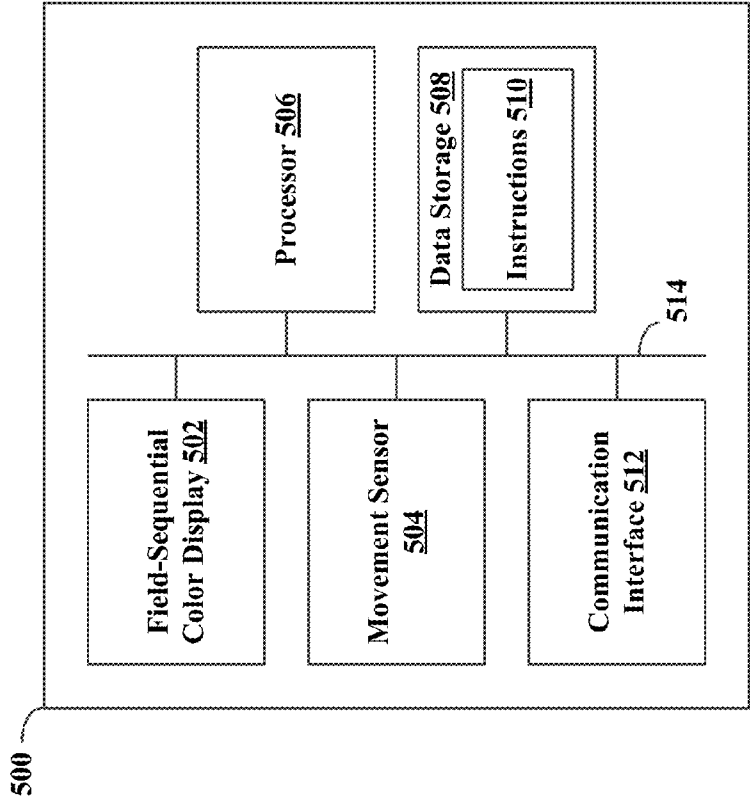 500
Field-Sequential
Color Display 502
Movement Sensor
504
Communication
Interface 512
Processor 506
Data Storage 508
Instructions 510
514